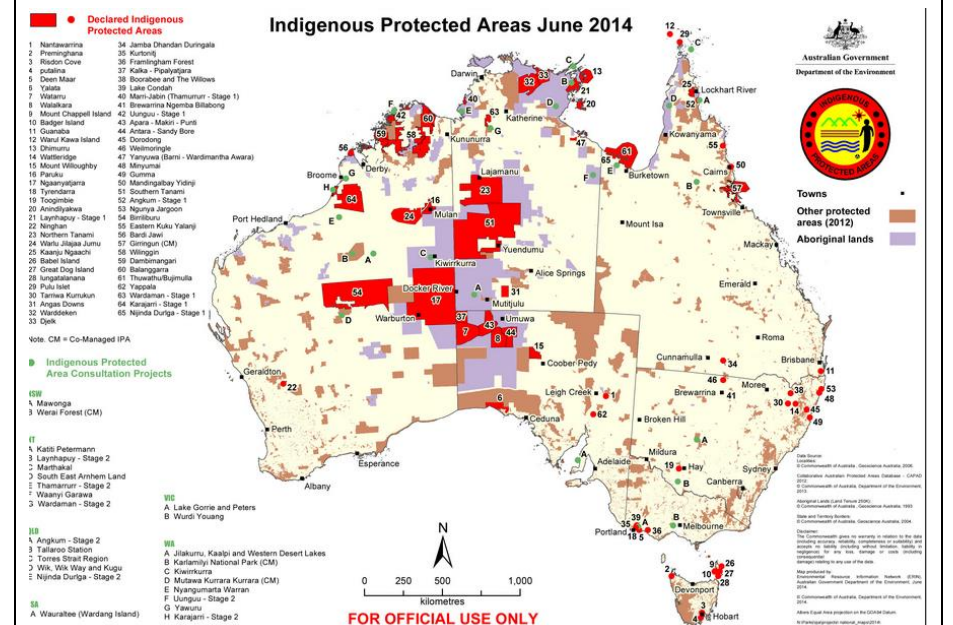 Indigenous Protected Areas June 2014
Declared Indigenous
Protected Areas
1 Nantawarrina
2 Preminghana
3 Risdon Cove
4 putalina
5 Deen Maar
6 Yalata
7 Watarru
8 Walalkara
9 Mount Chappell Island
10 Badger Island
11 Guanaba
12 Warul Kawa Island
13 Dhimurru
14 Wattleridge
15 Mount Willoughby
16 Paruku
17 Ngaanyatjarra
18 Tyrendarra
19 Toogimbie
20 Anindilyakwa
21 Laynhapuy - Stage 1
22 Ninghan
23 Northern Tanami
24 Warlu Jilajaa Jumu
25 Kaanju Ngaachi
26 Babel Island
27 Great Dog Island
28 lungatalanana
29 Pulu Islet
30 Tarriwa Kurrukun
31 Angas Downs
32 Warddeken
33 Djelk
34 Jamba Dhandan Duringala
35 Kurtonitj
36 Framlingham Forest
37 Kalka - Pipalyatjara
38 Boorabee and The Willows
39 Lake Condah
40 Marri-Jabin (Thamurrurr - Stage 1)
41 Brewarrina Ngemba Billabong
42 Uunguu - Stage 1
43 Apara - Makiri - Punti
44 Antara - Sandy Bore
45 Dorodong
46 Weilmoringle
47 Yanyuwa (Barni - Wardimantha Awara)
48 Minyumai
49 Gumma
50 Mandingalbay Yidinji
51 Southern Tanami
52 Angkum - Stage 1
53 Ngunya Jargoon
54 Birriliburu
55 Eastern Kuku Yalanji
56 Bardi Jawi
57 Girringun (CM)
58 Wilinggin
59 Dambimangari
60 Balanggarra
61 Thuwathu/Bujimulla
62 Yappala
63 Wardaman - Stage 1
64 Karajarri - Stage 1
65 Nijinda Durlga - Stage 1
Note. CM = Co-Managed IPA
Indigenous Protected
Area Consultation Projects
NSW
A Mawonga
B Werai Forest (CM)
NT
A Katiti Petermann
B Laynhapuy - Stage 2
C Marthakal
D South East Arnhem Land
E Thamarrurr - Stage 2
F Waanyi Garawa
G Wardaman - Stage 2
QLD
A Angkum - Stage 2
B Tallaroo Station
C Torres Strait Region
D Wik, Wik Way and Kugu
E Nijinda Durlga - Stage 2
SA
A Wauraltee (Wardang Island)
VIC
A Lake Gorrie and Peters
B Wurdi Youang
WA
A Jilakurru, Kaalpi and Western Desert Lakes
B Karlamilyi National Park (CM)
C Kiwirrkurra
D Mutawa Kurrara Kurrara (CM)
E Nyangumarta Warran
F Uunguu - Stage 2
G Yawuru
H Karajarri - Stage 2
Australian Government
Department of the Environment
INDIGENOUS
PROTECTED AREAS
Towns
Other protected
areas (2012)
Aboriginal lands
Darwin
Katherine
Kununurra
Derby
Broome
Port Hedland
Lajamanu
Mulan
Yuendumu
Kiwirrkurra
Alice Springs
Docker River
Mutitjulu
Warburton
Umuwa
Coober Pedy
Geraldton
Perth
Esperance
Albany
Ceduna
Leigh Creek
Adelaide
Broken Hill
Mildura
Hay
Canberra
Sydney
Melbourne
Portland
Devonport
Hobart
Lockhart River
Kowanyama
Cairns
Townsville
Burketown
Mount Isa
Mackay
Emerald
Roma
Brisbane
Cunnamulla
Moree
Brewarrina
N
0 250 500 1,000
kilometres
FOR OFFICIAL USE ONLY